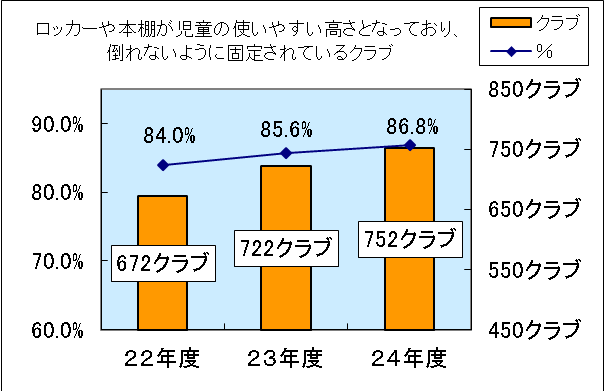 ロッカーや本棚が児童の使いやすい高さとなっており、
倒れないように固定されているクラブ
クラブ
%
850クラブ
90.0%
84.0%
85.6%
86.8%
750クラブ
80.0%
650クラブ
672クラブ
722クラブ
752クラブ
70.0%
550クラブ
60.0%
450クラブ
22年度
23年度
24年度